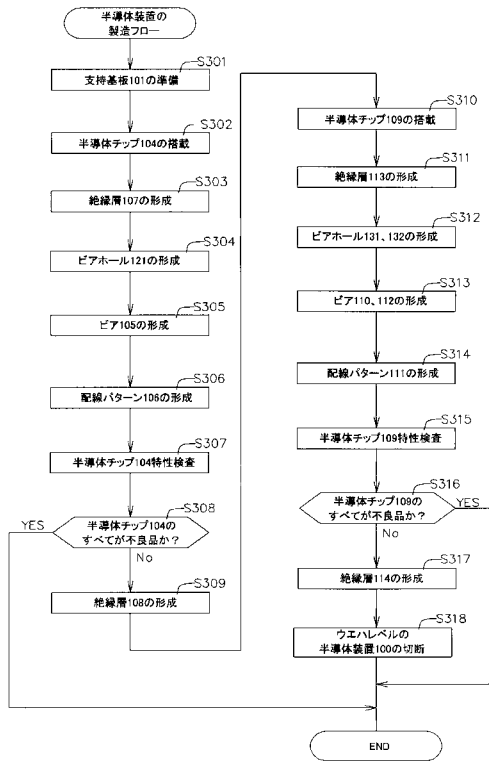 半導体装置の
製造フロー
S301
支持基板101の準備
S302
半導体チップ104の搭載
S303
絶縁層107の形成
S304
ビアホール121の形成
S305
ビア105の形成
S306
配線パターン106の形成
S307
半導体チップ104特性検査
S308
半導体チップ104の
すべてが不良品か?
YES
No
S309
絶縁層108の形成
S310
半導体チップ109の搭載
S311
絶縁層113の形成
S312
ビアホール131、132の形成
S313
ビア110、112の形成
S314
配線パターン111の形成
S315
半導体チップ109特性検査
S316
半導体チップ109の
すべてが不良品か?
YES
No
S317
絶縁層114の形成
S318
ウエハレベルの
半導体装置100の切断
END